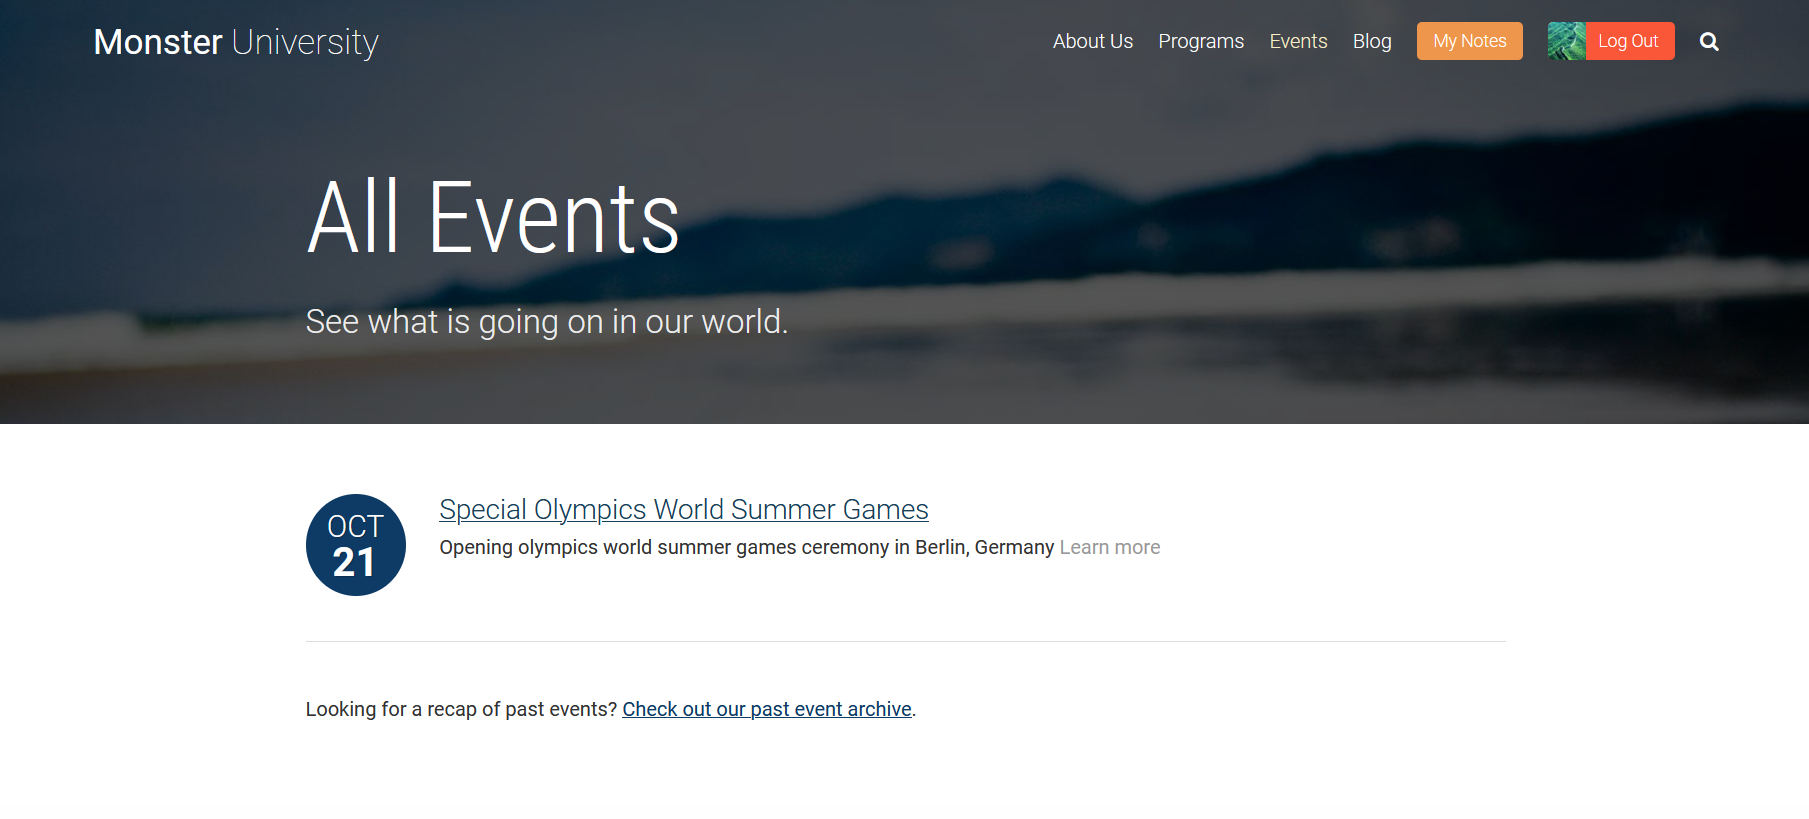 Monster University
About Us Programs Events Blog My Notes Log Out
All Events
See what is going on in our world.
OCT
21
Special Olympics World Summer Games
Opening olympics world summer games ceremony in Berlin, Germany Learn more
Looking for a recap of past events? Check out our past event archive.